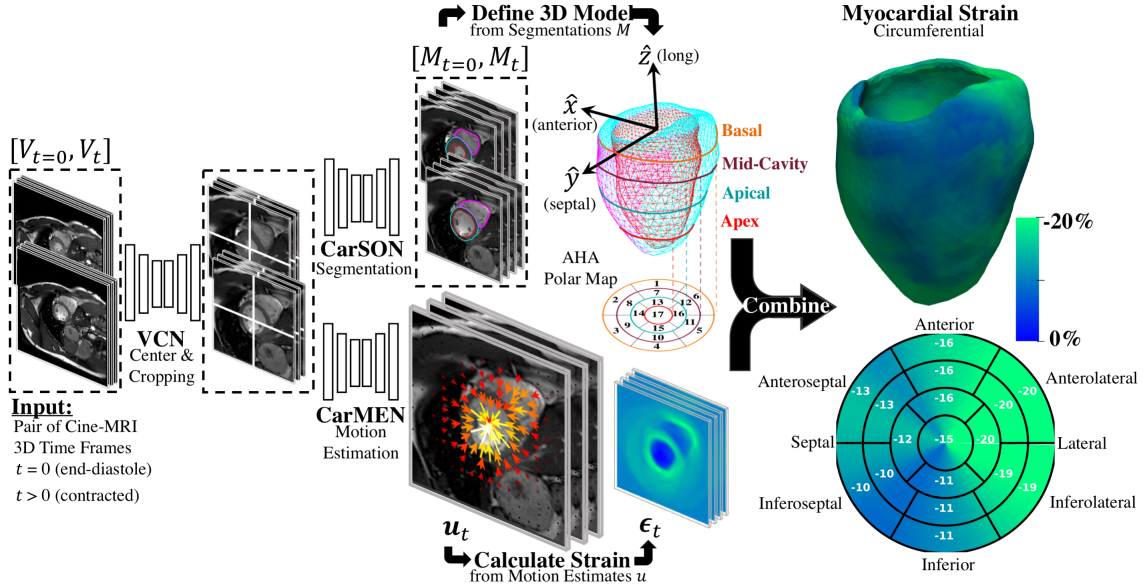 Define 3D Model
from Segmentations M
Myocardial Strain
Circumferential
[M_{t=0}, M_t]
ẑ (long)
x̂
(anterior)
ŷ
(septal)
Basal
Mid-Cavity
Apical
Apex
[V_{t=0}, V_t]
CarSON
Segmentation
VCN
Center &
Cropping
AHA
Polar Map
1
2 7 6
8 13 12
14 17 16
3 9 15 11 5
10
4
Combine
-20%
0%
CarMEN
Motion
Estimation
Input:
Pair of Cine-MRI
3D Time Frames
t = 0 (end-diastole)
t > 0 (contracted)
u_t
ϵ_t
Calculate Strain
from Motion Estimates u
Anterior
Anteroseptal
Anterolateral
Septal
Lateral
Inferoseptal
Inferolateral
Inferior
-16
-16
-13 -20
-13 -16 -20
-12 -15 -20
-10 -11 -19
-10 -19
-11
-11